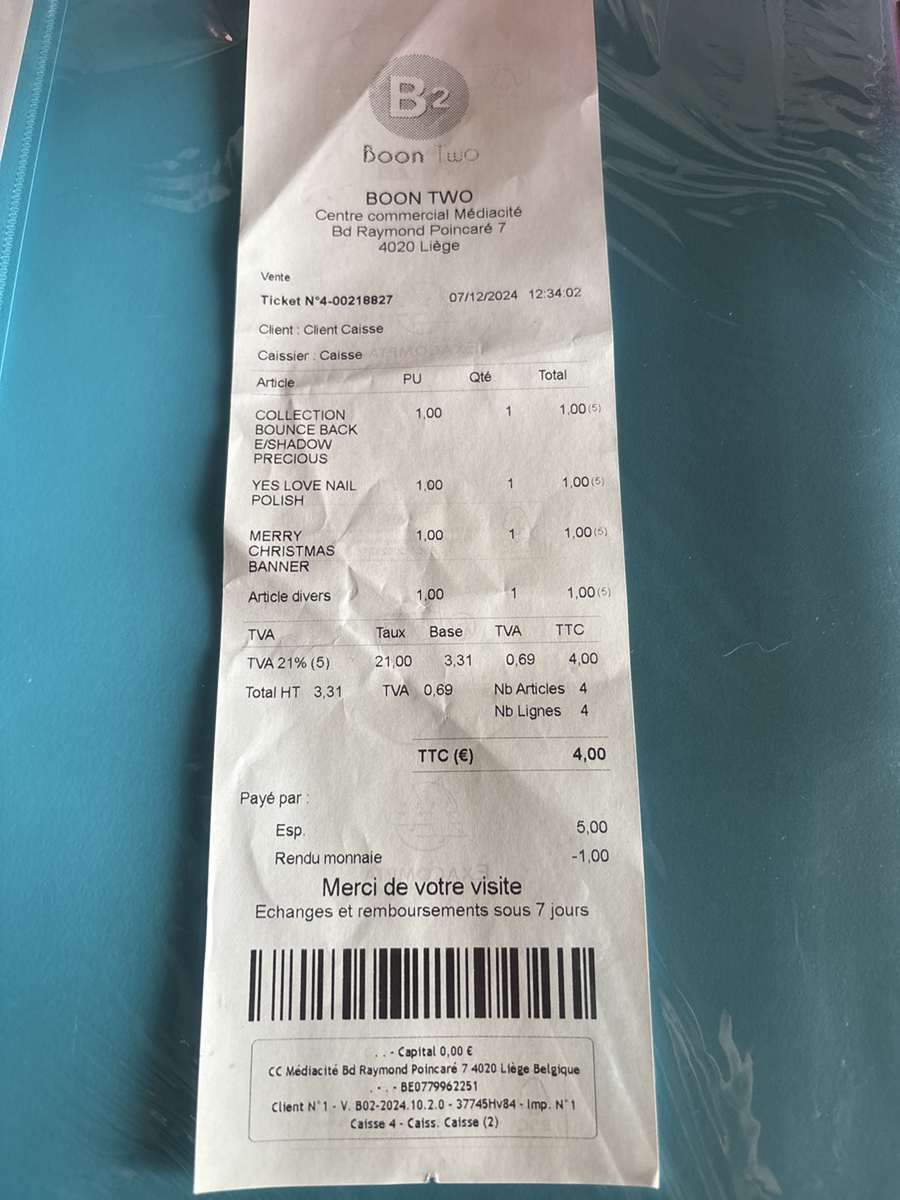 B2
Boon Two
BOON TWO
Centre commercial Médiacité
Bd Raymond Poincaré 7
4020 Liège
Vente
Ticket N°4-00218827 07/12/2024 12:34:02
Client : Client Caisse
Caissier : Caisse
Article PU Qté Total
COLLECTION 1,00 1 1,00(5)
BOUNCE BACK
E/SHADOW
PRECIOUS
YES LOVE NAIL 1,00 1 1,00(5)
POLISH
MERRY 1,00 1 1,00(5)
CHRISTMAS
BANNER
Article divers 1,00 1 1,00(5)
TVA Taux Base TVA TTC
TVA 21% (5) 21,00 3,31 0,69 4,00
Total HT 3,31 TVA 0,69 Nb Articles 4
Nb Lignes 4
TTC (€) 4,00
Payé par :
Esp. 5,00
Rendu monnaie -1,00
Merci de votre visite
Echanges et remboursements sous 7 jours
. . - Capital 0,00 €
CC Médiacité Bd Raymond Poincaré 7 4020 Liège Belgique
. - . - BE0779962251
Client N°1 - V. B02-2024.10.2.0 - 37745Hv84 - Imp. N°1
Caisse 4 - Caiss. Caisse (2)